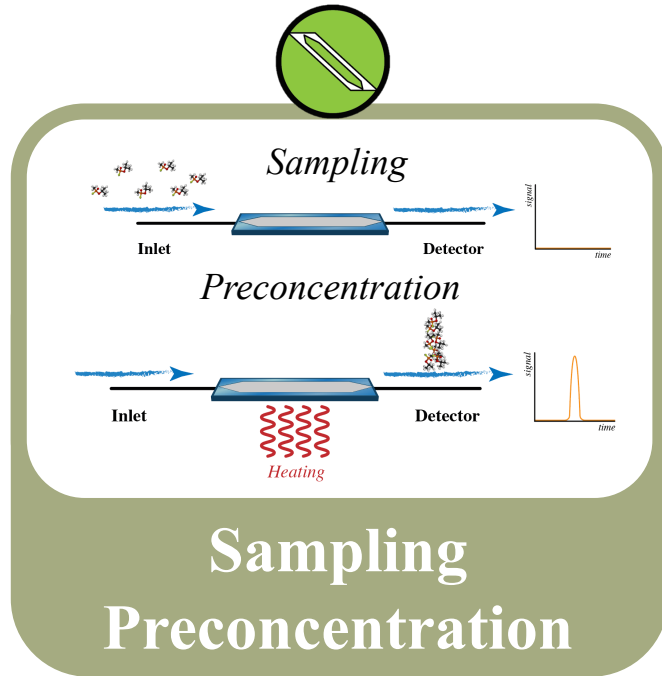 Sampling
signal
time
Inlet
Detector
Preconcentration
signal
time
Inlet
Detector
Heating
Sampling
Preconcentration